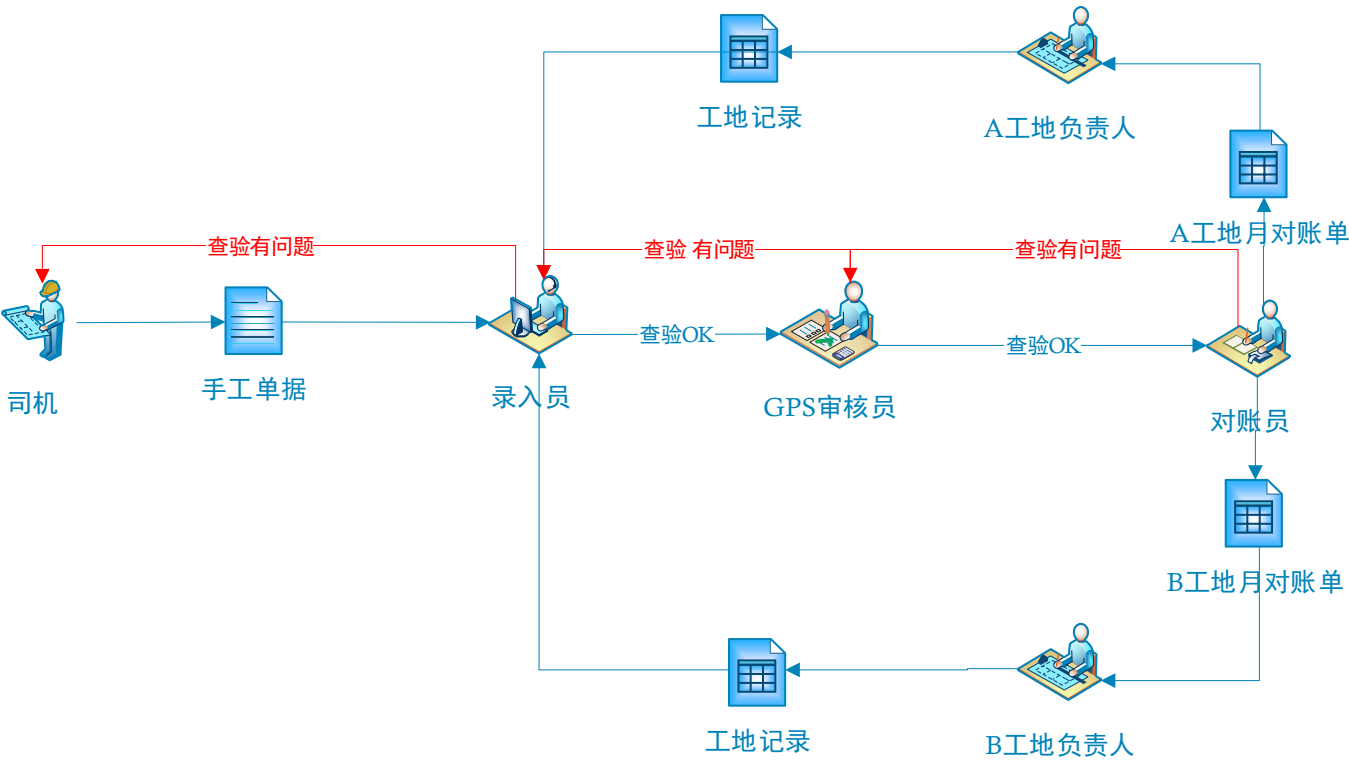 工地记录
A工地负责人
A工地月对账单
查验有问题
查验 有问题
查验有问题
查验OK
查验OK
司机
手工单据
录入员
GPS审核员
对账员
B工地月对账单
工地记录
B工地负责人